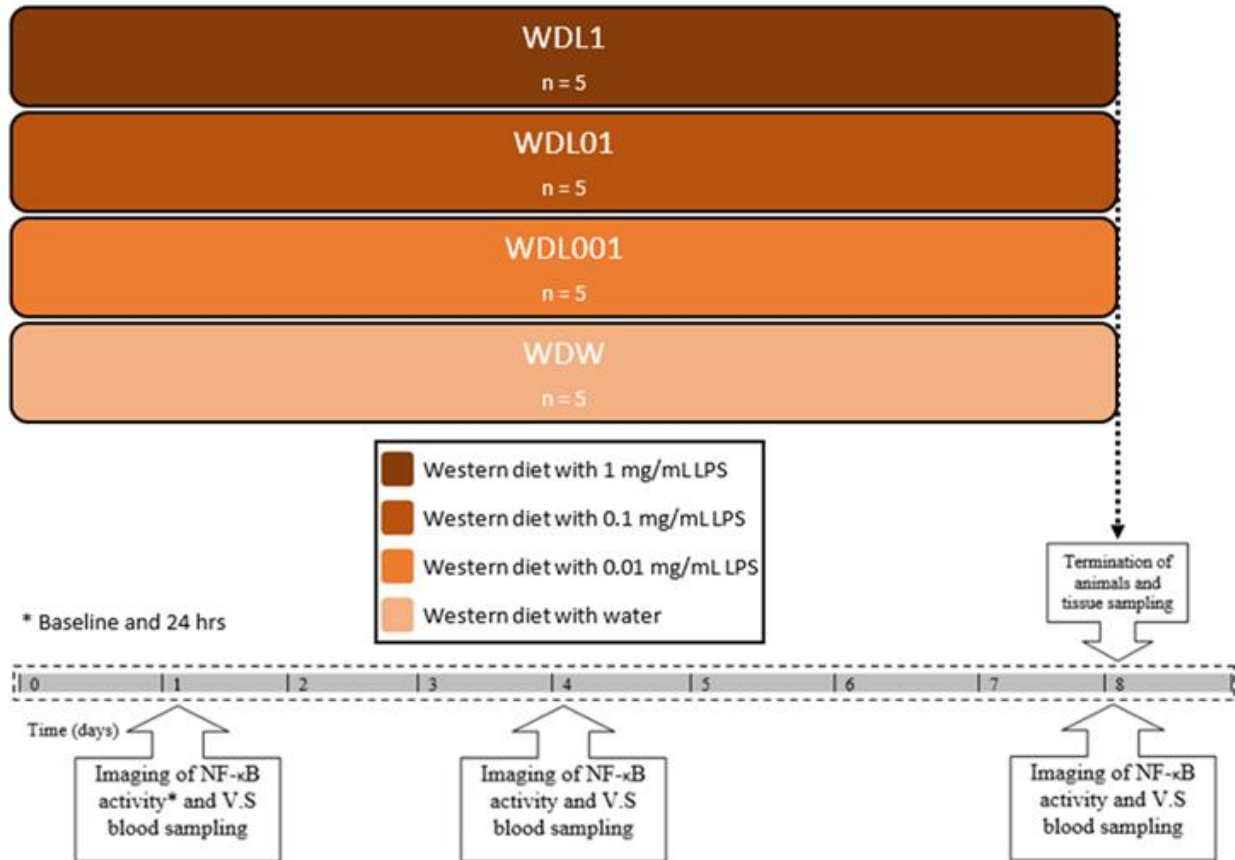 WDL1
n = 5
WDL01
n = 5
WDL001
n = 5
WDW
n = 5
Western diet with 1 mg/mL LPS
Western diet with 0.1 mg/mL LPS
Western diet with 0.01 mg/mL LPS
Western diet with water
* Baseline and 24 hrs
Termination of
animals and
tissue sampling
0 1 2 3 4 5 6 7 8
Time (days)
Imaging of NF-κB
activity* and V.S
blood sampling
Imaging of NF-κB
activity and V.S
blood sampling
Imaging of NF-κB
activity and V.S
blood sampling